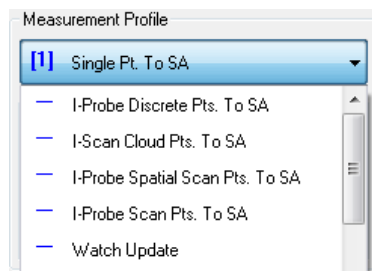 Measurement Profile
[1] Single Pt. To SA
I-Probe Discrete Pts. To SA
I-Scan Cloud Pts. To SA
I-Probe Spatial Scan Pts. To SA
I-Probe Scan Pts. To SA
Watch Update